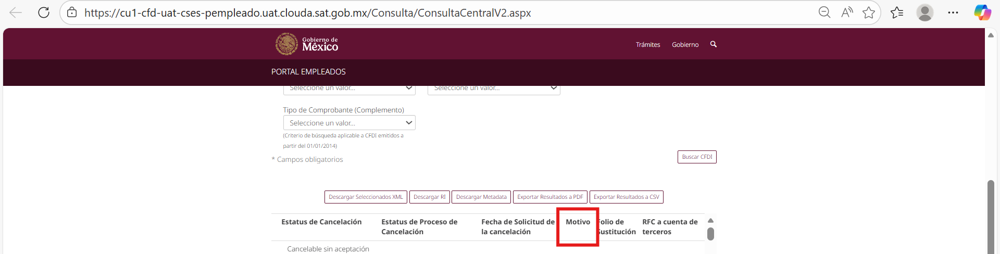 https://cu1-cfd-uat-cses-pempleado.uat.clouda.sat.gob.mx/Consulta/ConsultaCentralV2.aspx
Gobierno de
México
Trámites Gobierno
PORTAL EMPLEADOS
Seleccione un valor... Seleccione un valor...
Tipo de Comprobante (Complemento)
Seleccione un valor...
(Criterio de búsqueda aplicable a CFDI emitidos a
partir del 01/01/2014)
* Campos obligatorios
Buscar CFDI
Descargar Seleccionados XML Descargar RI Descargar Metadata Exportar Resultados a PDF Exportar Resultados a CSV
Estatus de Cancelación Estatus de Proceso de Fecha de Solicitud de Motivo Folio de RFC a cuenta de
Cancelación la cancelación Sustitución terceros
Cancelable sin aceptación